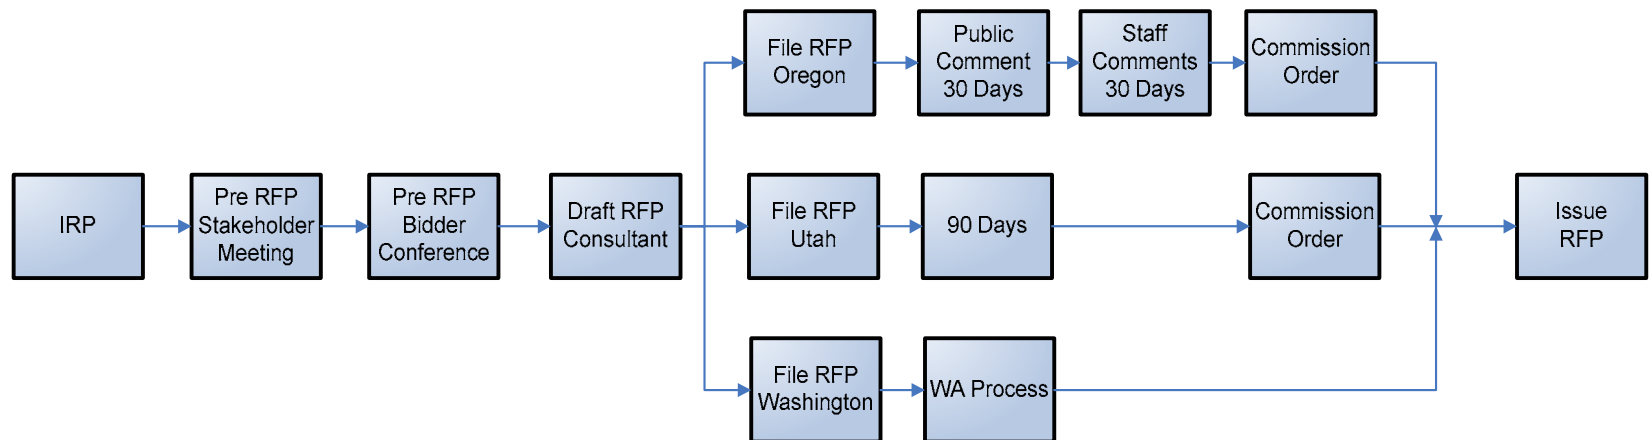 File RFP
Oregon
Public
Comment
30 Days
Staff
Comments
30 Days
Commission
Order
IRP
Pre RFP
Stakeholder
Meeting
Pre RFP
Bidder
Conference
Draft RFP
Consultant
File RFP
Utah
90 Days
Commission
Order
Issue
RFP
File RFP
Washington
WA Process